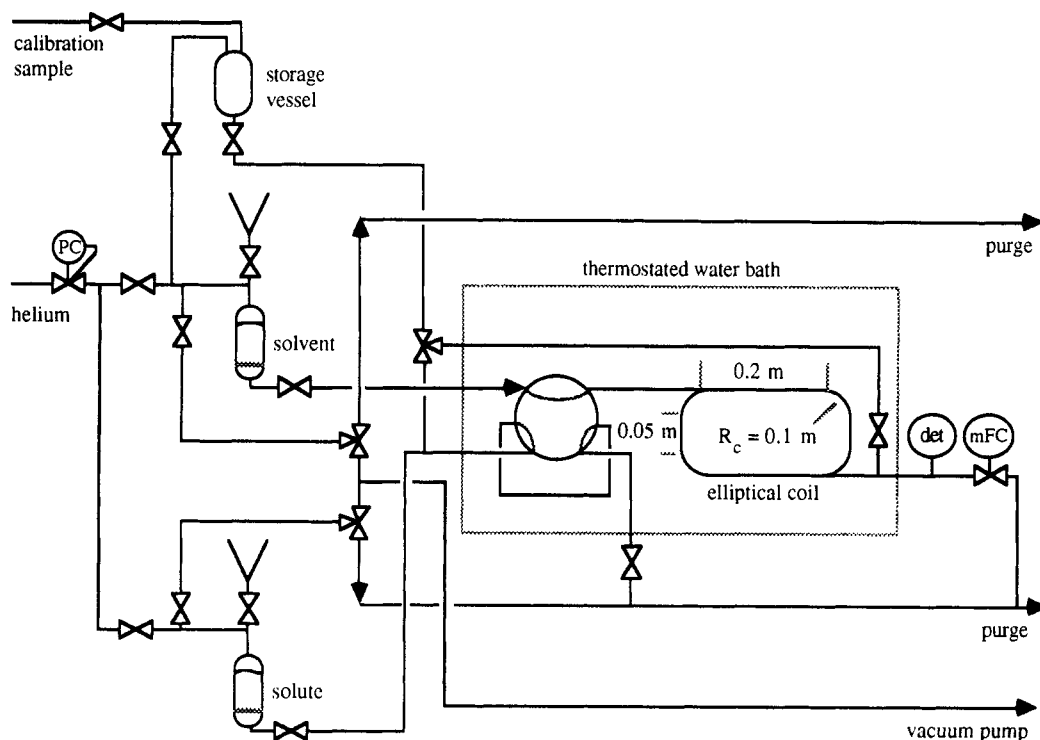 calibration
sample
storage
vessel
PC
helium
solvent
purge
thermostated water bath
0.2 m
0.05 m
R_c = 0.1 m
elliptical coil
det
mFC
purge
solute
vacuum pump